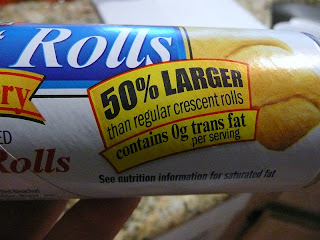 Rolls
50% LARGER
than regular crescent rolls
contains 0g trans fat
per serving
Rolls
See nutrition information for saturated fat